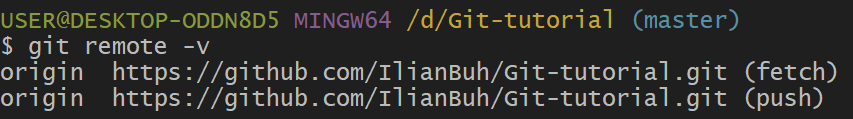 USER@DESKTOP-ODDN8D5 MINGW64 /d/Git-tutorial (master)
$ git remote -v
origin  https://github.com/IlianBuh/Git-tutorial.git (fetch)
origin  https://github.com/IlianBuh/Git-tutorial.git (push)